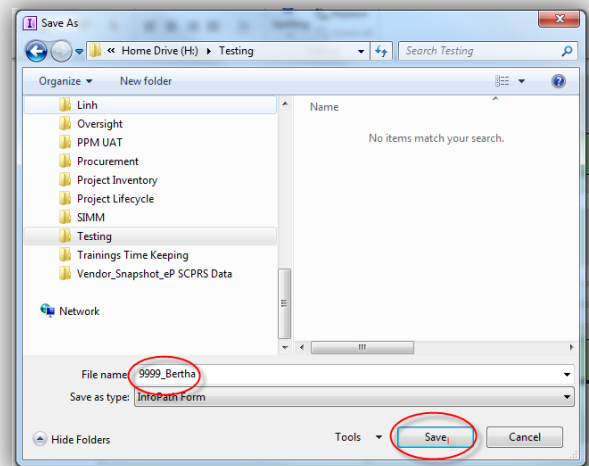 Save As
« Home Drive (H:) ▸ Testing
Search Testing
Organize ▼ New folder
Linh
Oversight
PPM UAT
Procurement
Project Inventory
Project Lifecycle
SIMM
Testing
Trainings Time Keeping
Vendor_Snapshot_eP SCPRS Data
Network
Name
No items match your search.
File name: 9999_Bertha
Save as type: InfoPath Form
Hide Folders
Tools ▼ Save Cancel